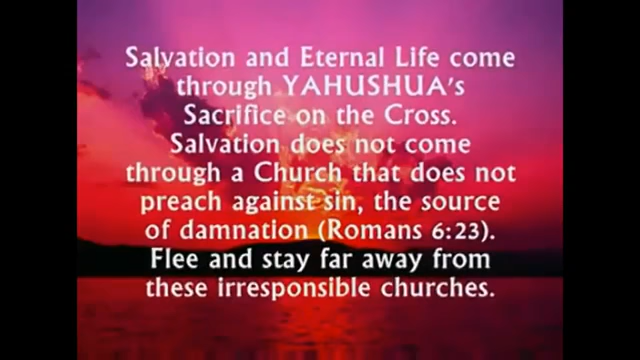 Salvation and Eternal Life come
through YAHUSHUA's
Sacrifice on the Cross.
Salvation does not come
through a Church that does not
preach against sin, the source
of damnation (Romans 6:23).
Flee and stay far away from
these irresponsible churches.